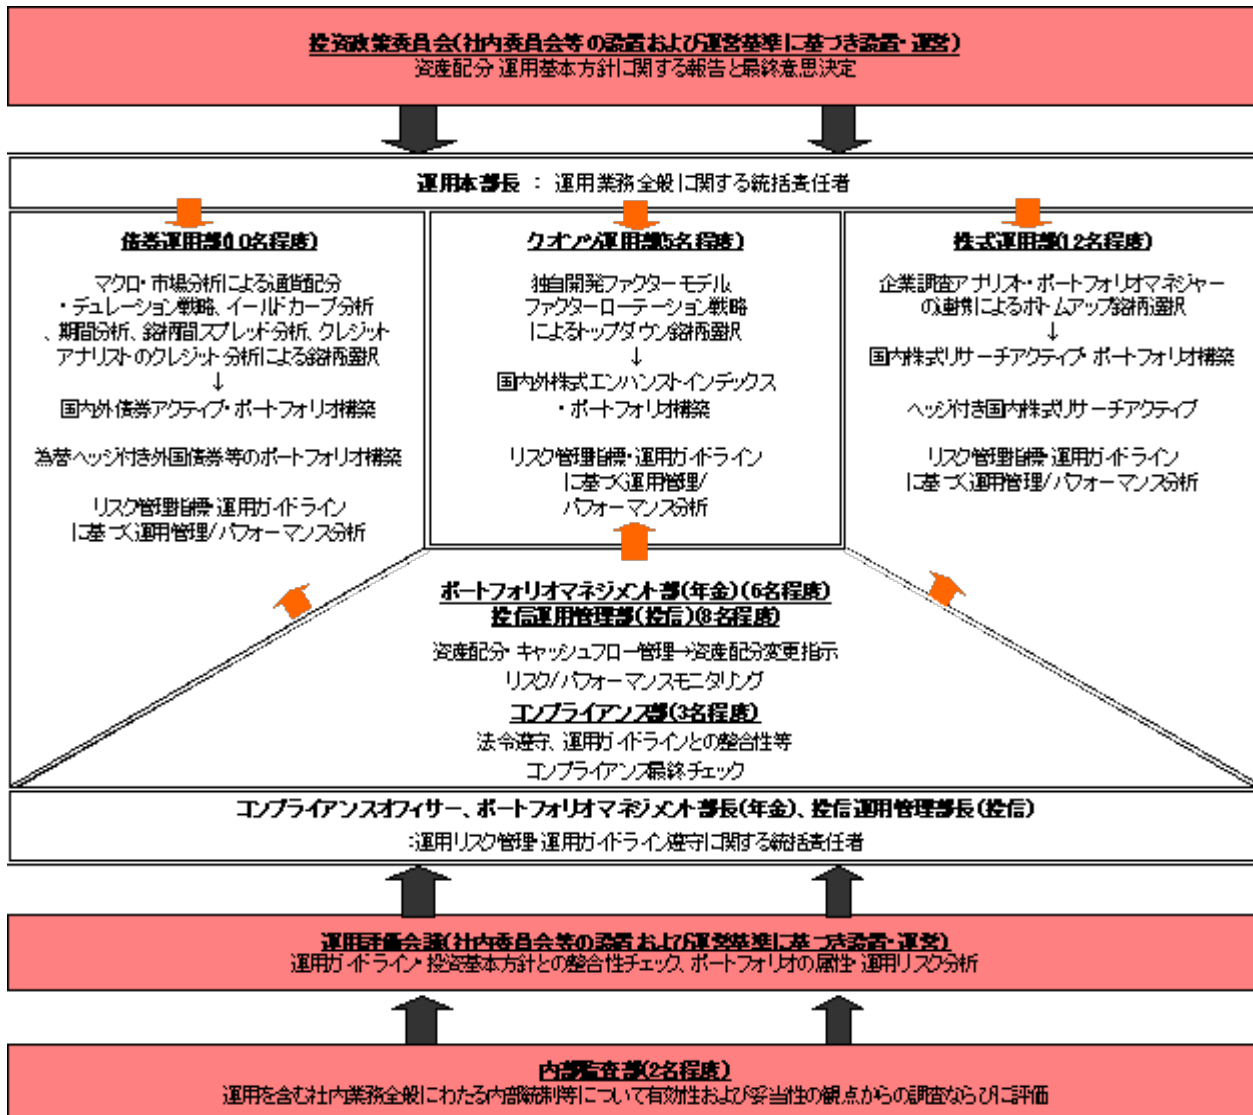 投資政策委員会(社内委員会等の設置および運営基準に基づき設置・運営)
資産配分・運用基本方針に関する報告と最終意思決定
運用本部長 : 運用業務全般に関する統括責任者
債券運用部(10名程度)
マクロ・市場分析による通貨配分
・デュレーション戦略、イールドカーブ分析
、期間分析、銘柄間スプレッド分析、クレジット
アナリストのクレジット分析による銘柄選択
↓
国内外債券アクティブ・ポートフォリオ構築
為替ヘッジ付き外国債券等のポートフォリオ構築
リスク管理指標・運用ガイドライン
に基づく運用管理/パフォーマンス分析
クオンツ運用部(5名程度)
独自開発ファクターモデル
ファクターローテーション戦略
によるトップダウン銘柄選択
↓
国内外株式エンハンストインデックス
・ポートフォリオ構築
リスク管理指標・運用ガイドライン
に基づく運用管理/
パフォーマンス分析
株式運用部(12名程度)
企業調査アナリスト・ポートフォリオマネジャー
の連携によるボトムアップ銘柄選択
↓
国内株式リサーチアクティブ・ポートフォリオ構築
ヘッジ付き国内株式リサーチアクティブ
リスク管理指標・運用ガイドライン
に基づく運用管理/パフォーマンス分析
ポートフォリオマネジメント部(年金)(6名程度)
投信運用管理部(投信)(8名程度)
資産配分・キャッシュフロー管理→資産配分変更指示
リスク/パフォーマンスモニタリング
コンプライアンス部(3名程度)
法令遵守、運用ガイドラインとの整合性等
コンプライアンス最終チェック
コンプライアンスオフィサー、ポートフォリオマネジメント部長(年金)、投信運用管理部長(投信)
:運用リスク管理・運用ガイドライン遵守に関する統括責任者
運用評価会議(社内委員会等の設置および運営基準に基づき設置・運営)
運用ガイドライン・投資基本方針との整合性チェック、ポートフォリオの属性・運用リスク分析
内部監査部(2名程度)
運用を含む社内業務全般にわたる内部統制等について有効性および妥当性の観点からの調査ならびに評価